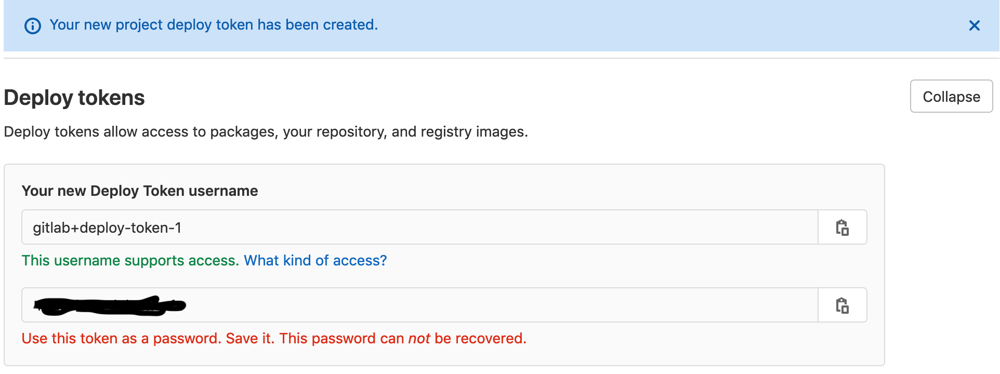 Your new project deploy token has been created.
Deploy tokens
Collapse
Deploy tokens allow access to packages, your repository, and registry images.
Your new Deploy Token username
gitlab+deploy-token-1
This username supports access. What kind of access?
Use this token as a password. Save it. This password can not be recovered.